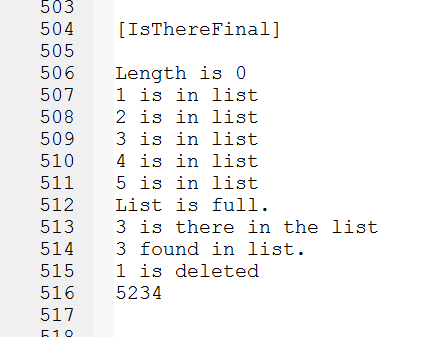 503
504 [IsThereFinal]
505
506 Length is 0
507 1 is in list
508 2 is in list
509 3 is in list
510 4 is in list
511 5 is in list
512 List is full.
513 3 is there in the list
514 3 found in list.
515 1 is deleted
516 5234
517
518